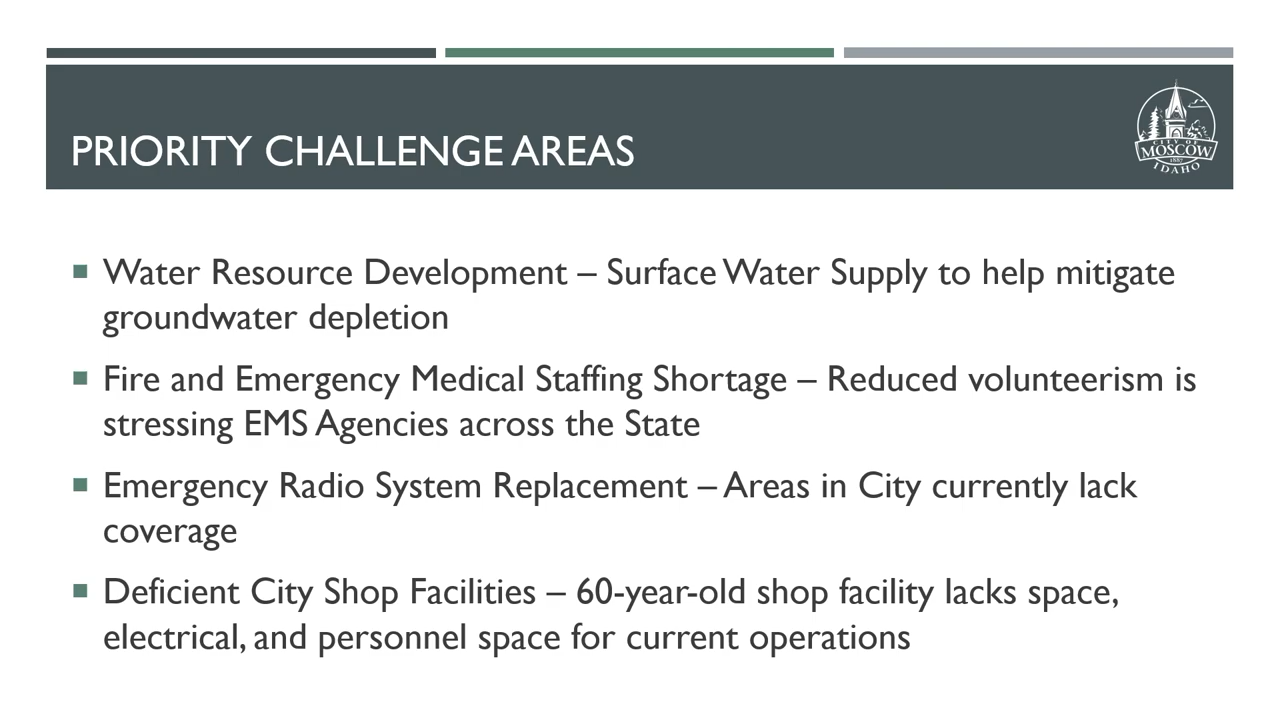 PRIORITY CHALLENGE AREAS
CITY OF
MOSCOW
1887
IDAHO
Water Resource Development – Surface Water Supply to help mitigate
groundwater depletion
Fire and Emergency Medical Staffing Shortage – Reduced volunteerism is
stressing EMS Agencies across the State
Emergency Radio System Replacement – Areas in City currently lack
coverage
Deficient City Shop Facilities – 60-year-old shop facility lacks space,
electrical, and personnel space for current operations